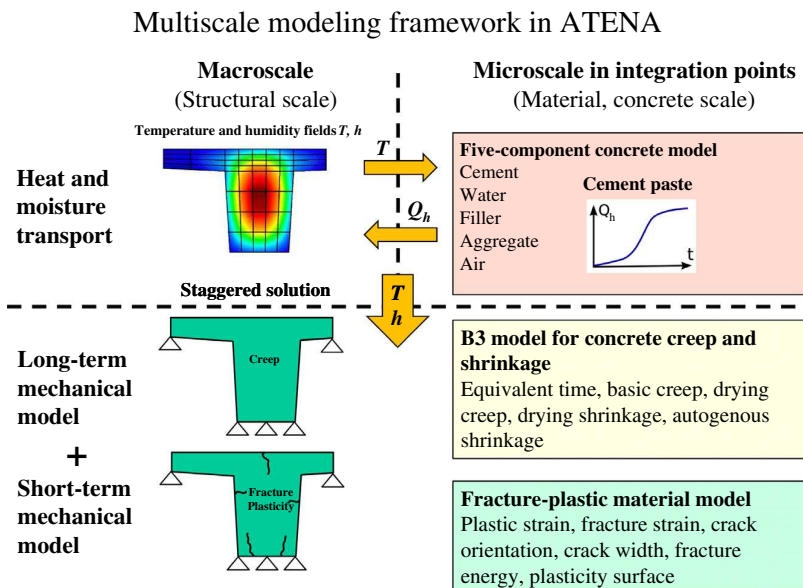 Multiscale modeling framework in ATENA
Macroscale
(Structural scale)
Microscale in integration points
(Material, concrete scale)
Temperature and humidity fields T, h
Heat and
moisture
transport
T
Q_h
Five-component concrete model
Cement
Water
Filler
Aggregate
Air
Cement paste
Q_h
t
Staggered solution
T
h
Long-term
mechanical
model
+
Short-term
mechanical
model
Creep
Fracture
Plasticity
B3 model for concrete creep and
shrinkage
Equivalent time, basic creep, drying
creep, drying shrinkage, autogenous
shrinkage
Fracture-plastic material model
Plastic strain, fracture strain, crack
orientation, crack width, fracture
energy, plasticity surface